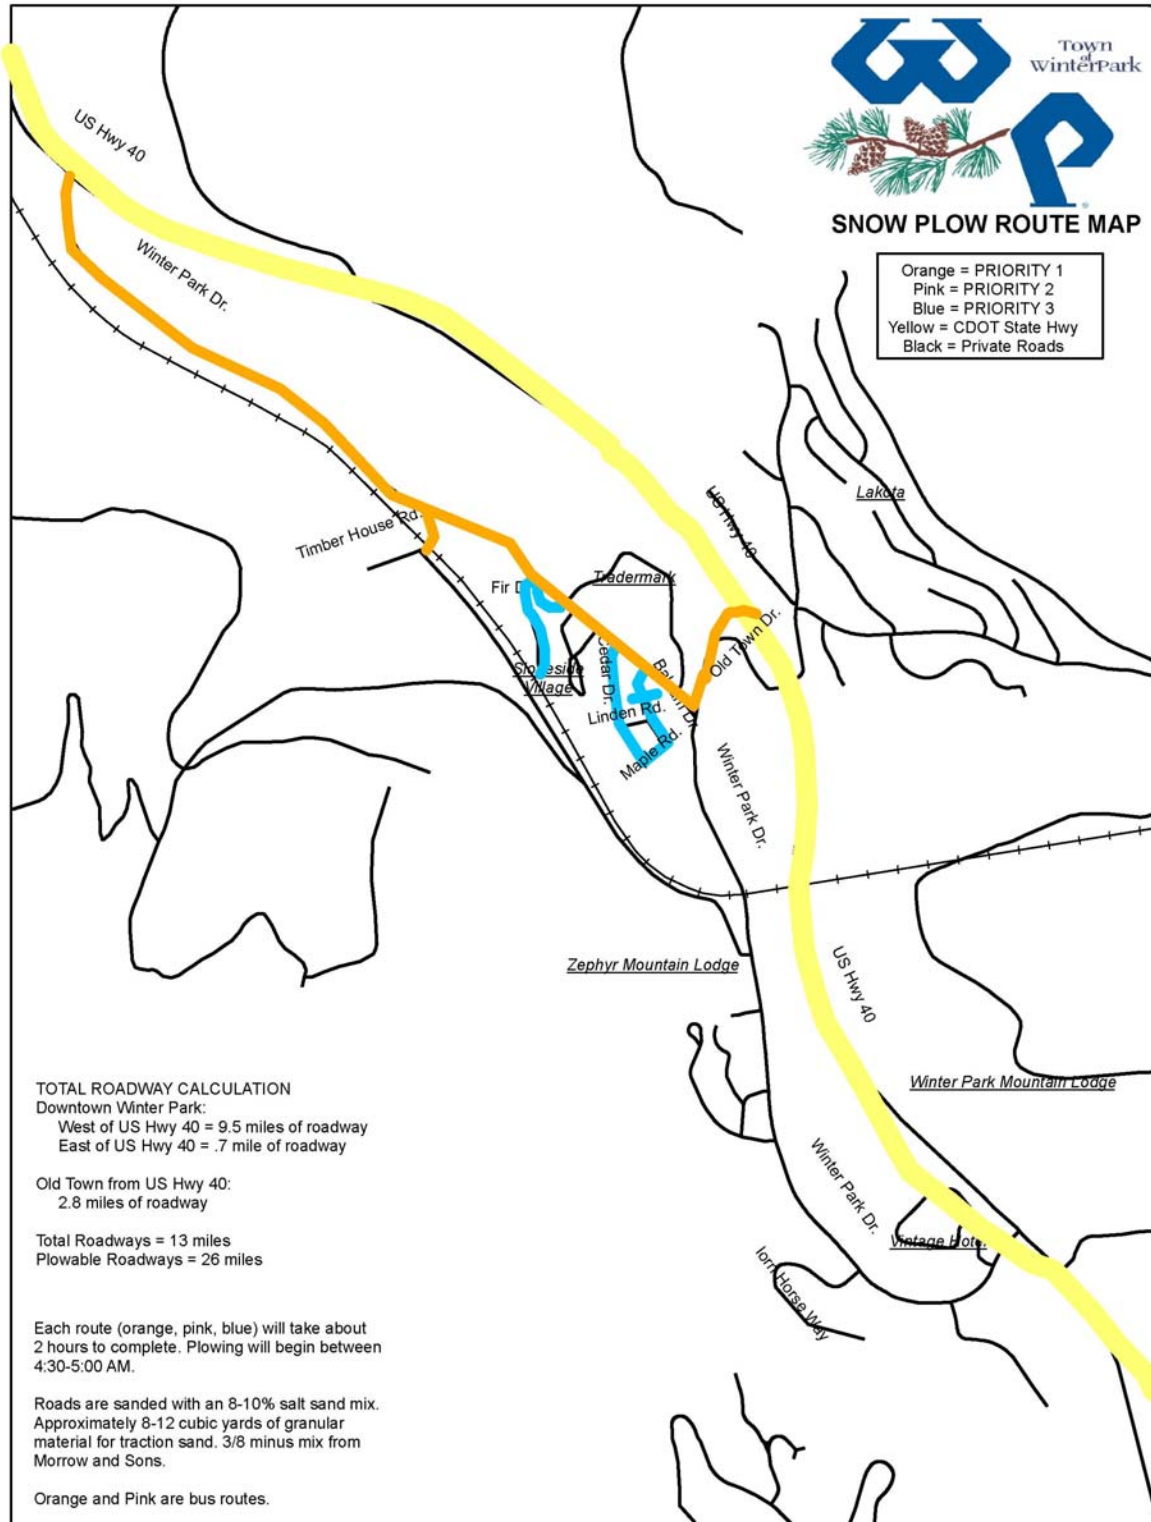 Town
of
WinterPark
SNOW PLOW ROUTE MAP
Orange = PRIORITY 1
Pink = PRIORITY 2
Blue = PRIORITY 3
Yellow = CDOT State Hwy
Black = Private Roads
US Hwy 40
Winter Park Dr.
Lakota
US Hwy 40
Timber House Rd.
Tradermark
Fir
Old Town Dr.
Village
Cedar Dr.
Linden Rd.
Maple Rd.
Winter Park Dr.
Zephyr Mountain Lodge
US Hwy 40
Winter Park Mountain Lodge
Winter Park Dr.
Vintage Hotel
Iorn Horse Way
TOTAL ROADWAY CALCULATION
Downtown Winter Park:
West of US Hwy 40 = 9.5 miles of roadway
East of US Hwy 40 = .7 mile of roadway
Old Town from US Hwy 40:
2.8 miles of roadway
Total Roadways = 13 miles
Plowable Roadways = 26 miles
Each route (orange, pink, blue) will take about
2 hours to complete. Plowing will begin between
4:30-5:00 AM.
Roads are sanded with an 8-10% salt sand mix.
Approximately 8-12 cubic yards of granular
material for traction sand. 3/8 minus mix from
Morrow and Sons.
Orange and Pink are bus routes.